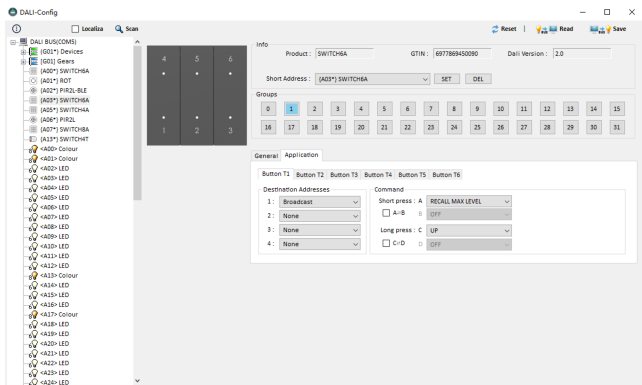 DALI-Config
Localiza Scan Reset Read Save
DALI BUS(COM5)
(G01*) Devices
(G01) Gears
(A00*) SWITCH6A
(A01*) ROT
(A02*) PIR2L-BLE
(A03*) SWITCH6A
(A05*) SWITCH4A
(A06*) PIR2L
(A07*) SWITCH8A
(A13*) SWITCH4T
<A00> Colour
<A01> Colour
<A02> LED
<A03> LED
<A04> LED
<A05> LED
<A06> LED
<A07> LED
<A08> LED
<A09> LED
<A10> LED
<A11> LED
<A12> LED
<A13> Colour
<A14> LED
<A15> LED
<A16> LED
<A17> Colour
<A18> LED
<A19> LED
<A20> LED
<A21> LED
<A22> LED
<A23> LED
<A24> LED
4 5 6
1 2 3
Info
Product : SWITCH6A GTIN : 6977869450090 Dali Version : 2.0
Short Address : (A03*) SWITCH6A SET DEL
Groups
0 1 2 3 4 5 6 7 8 9 10 11 12 13 14 15
16 17 18 19 20 21 22 23 24 25 26 27 28 29 30 31
General Application
Button T1 Button T2 Button T3 Button T4 Button T5 Button T6
Destination Addresses
1 : Broadcast
2 : None
3 : None
4 : None
Command
Short press : A RECALL MAX LEVEL
A=B B OFF
Long press : C UP
C=D D OFF